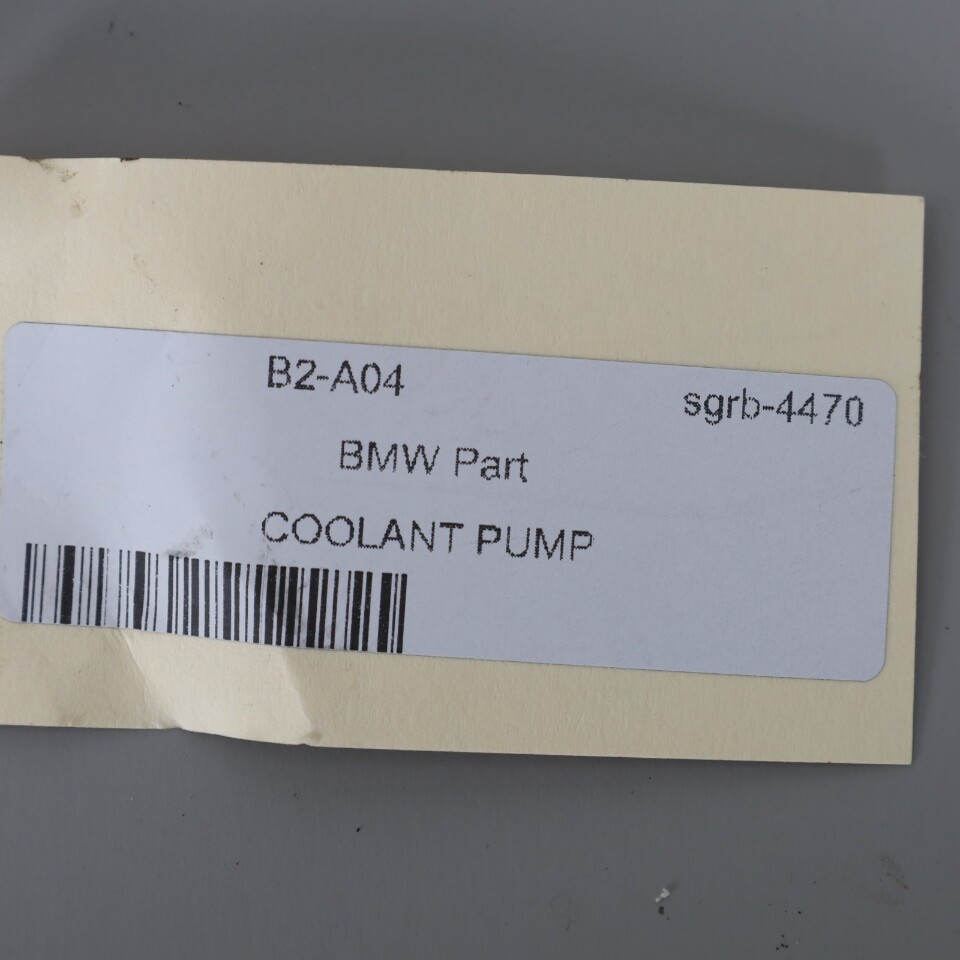 B2-A04 sgrb-4470
BMW Part
COOLANT PUMP